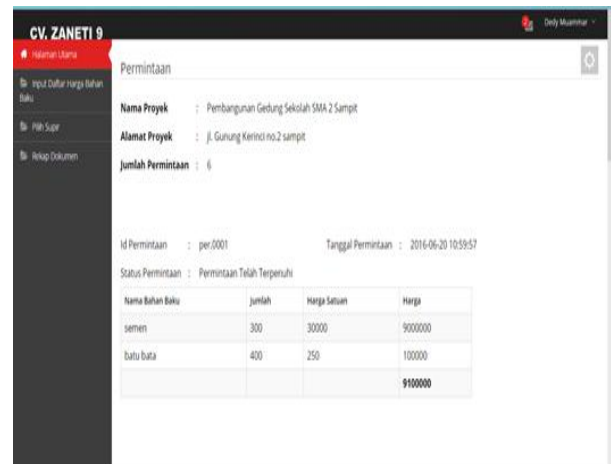 CV. ZANETI 9
2
Dedy Muammar
Halaman Utama
Input Daftar Harga Bahan
Baku
Pilih Supir
Rekap Dokumen
Permintaan
Nama Proyek : Pembangunan Gedung Sekolah SMA 2 Sampit
Alamat Proyek : jl. Gunung Kerinci no.2 sampit
Jumlah Permintaan : 6
Id Permintaan : per.0001 Tanggal Permintaan : 2016-06-20 10:59:57
Status Permintaan : Permintaan Telah Terpenuhi
Nama Bahan Baku Jumlah Harga Satuan Harga
semen 300 30000 9000000
batu bata 400 250 100000
9100000